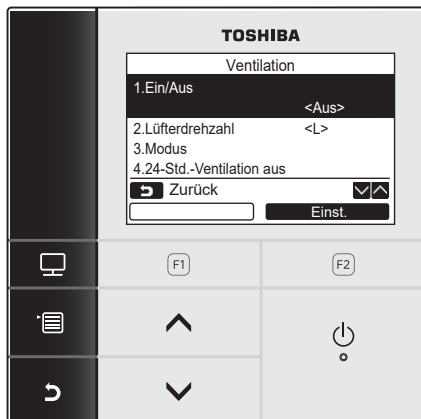 TOSHIBA
Ventilation
1.Ein/Aus
<Aus>
2.Lüfterdrehzahl <L>
3.Modus
4.24-Std.-Ventilation aus
Zurück
Einst.
F1 F2